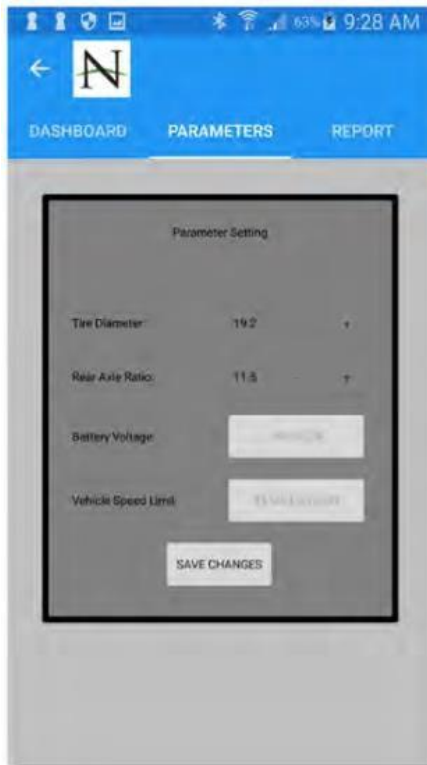 63% 9:28 AM
N
DASHBOARD PARAMETERS REPORT
Parameter Setting
Tire Diameter: 19.2 +
Rear Axle Ratio: 11.5 - +
Battery Voltage:
Vehicle Speed Limit:
SAVE CHANGES